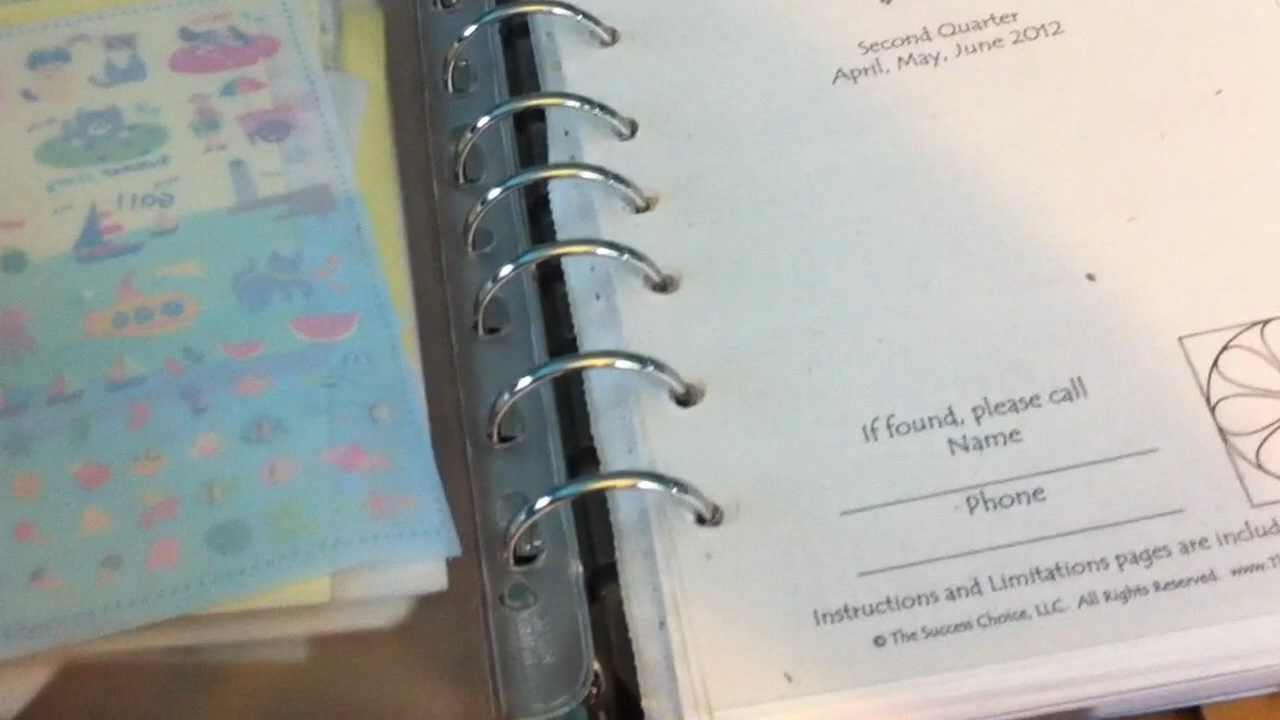 Second Quarter
April, May, June 2012
If found, please call
Name
Phone
Instructions and Limitations pages are
© The Success Choice, LLC. All Rights Reserved.